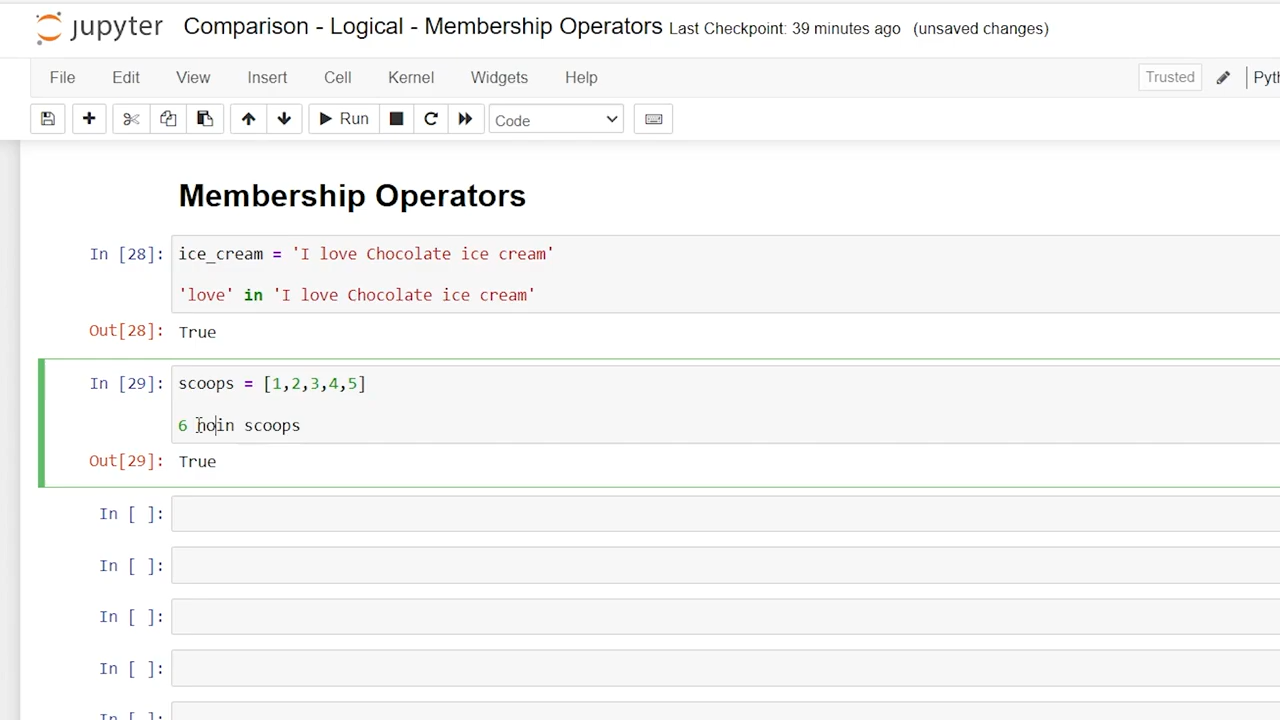 jupyter Comparison - Logical - Membership Operators Last Checkpoint: 39 minutes ago (unsaved changes)
File Edit View Insert Cell Kernel Widgets Help Trusted Pyth
Run Code
Membership Operators
In [28]: ice_cream = 'I love Chocolate ice cream'
'love' in 'I love Chocolate ice cream'
Out[28]: True
In [29]: scoops = [1,2,3,4,5]
6 noin scoops
Out[29]: True
In [ ]:
In [ ]:
In [ ]:
In [ ]:
In [ ]: